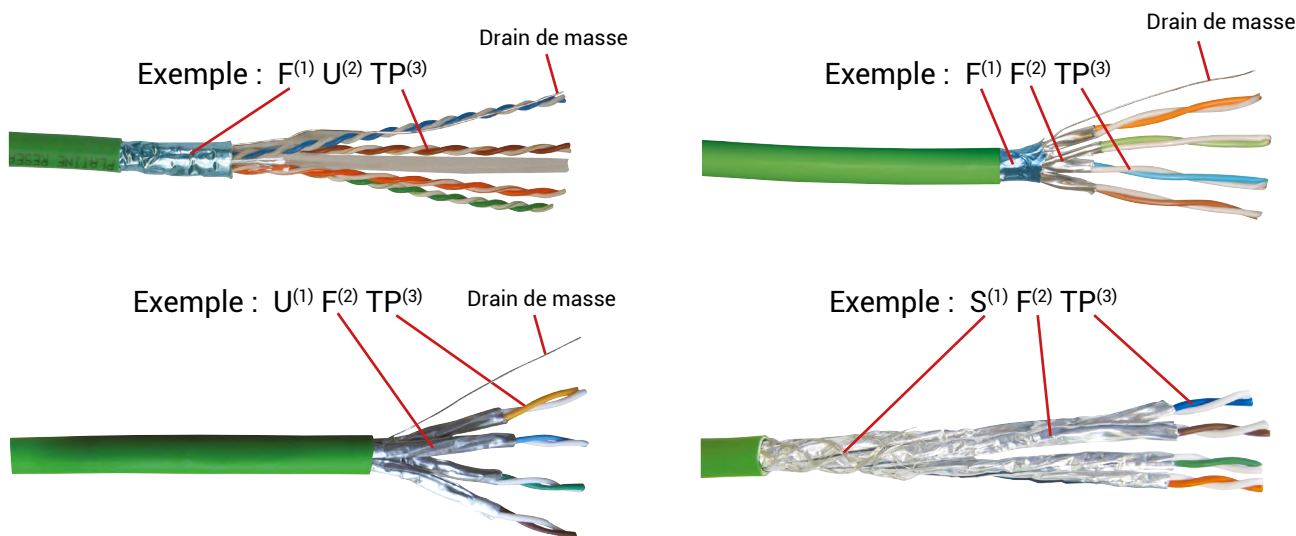 Drain de masse
Exemple : F(1) U(2) TP(3)
Drain de masse
Exemple : F(1) F(2) TP(3)
Exemple : U(1) F(2) TP(3)
Drain de masse
Exemple : S(1) F(2) TP(3)